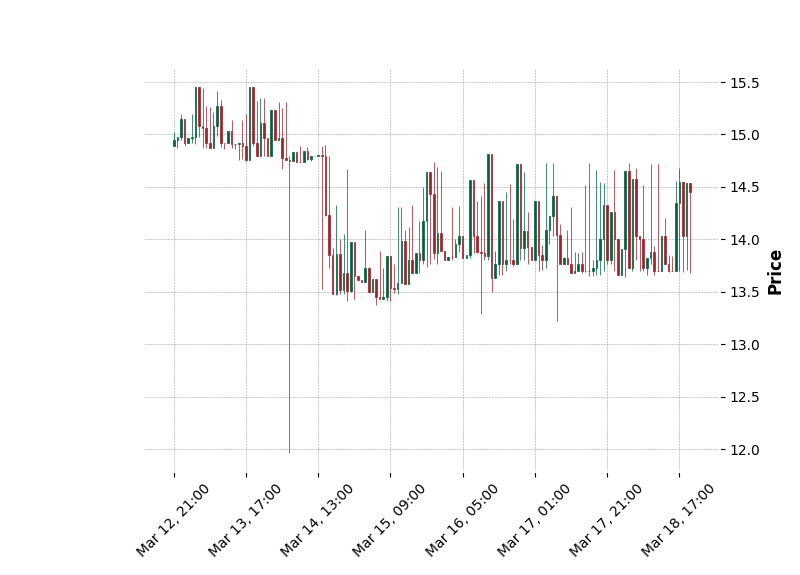 15.5
15.0
14.5
14.0
13.5
13.0
12.5
12.0
Price
Mar 12, 21:00
Mar 13, 17:00
Mar 14, 13:00
Mar 15, 09:00
Mar 16, 05:00
Mar 17, 01:00
Mar 17, 21:00
Mar 18, 17:00